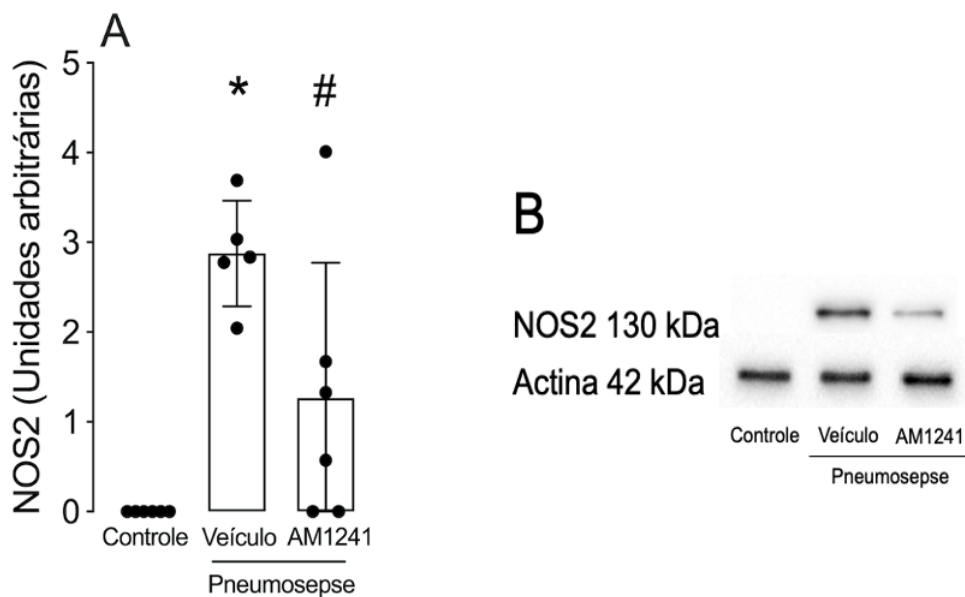 A
NOS2 (Unidades arbitrárias)
5
4
3
2
1
0
*
#
Controle Veículo AM1241
Pneumosepse
B
NOS2 130 kDa
Actina 42 kDa
Controle Veículo AM1241
Pneumosepse